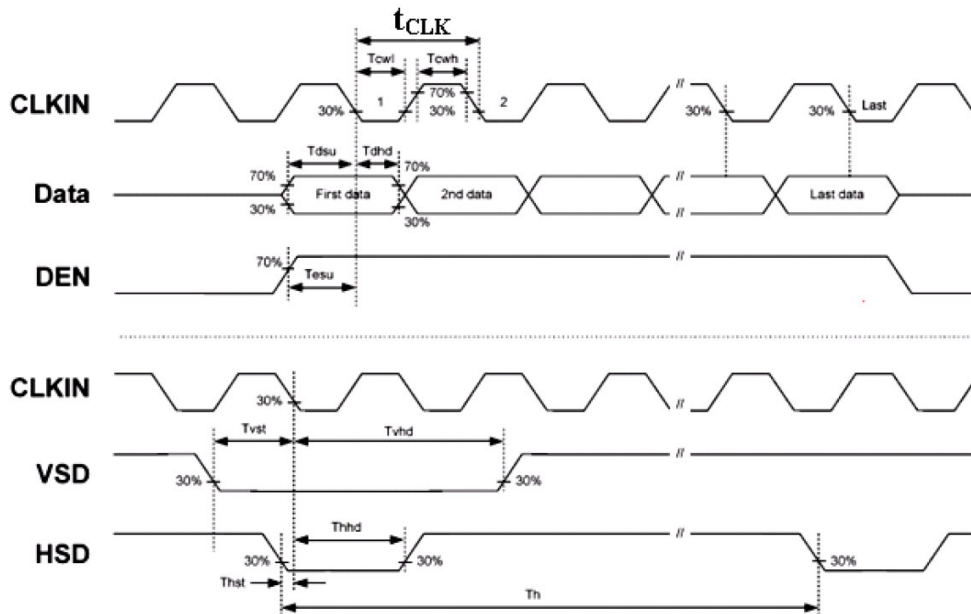 tCLK
Tcwl Tcwh
CLKIN 30% 1 70% 30% 2 // 30% 30% Last
Tdsu Tdhd
Data 70% 30% First data 70% 30% 2nd data // Last data
DEN 70% Tesu //
CLKIN 30% //
Tvst Tvhd
VSD 30% 30% //
Thhd
HSD 30% 30% // 30%
Thst Th